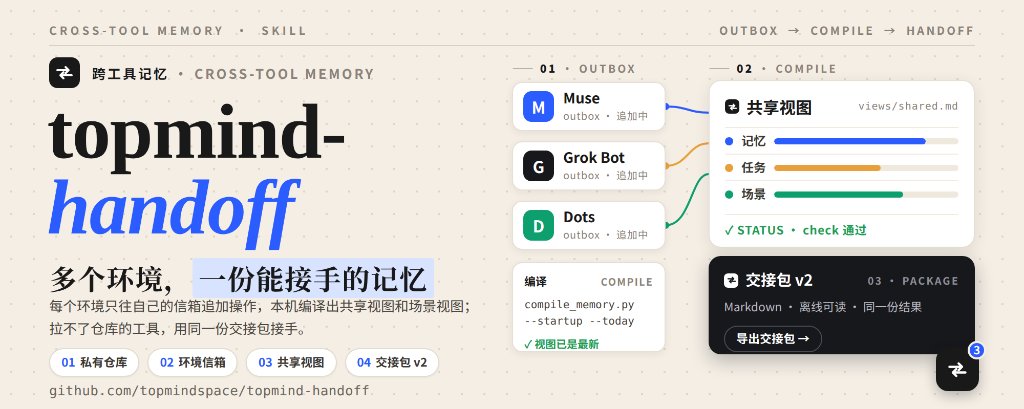 CROSS-TOOL MEMORY • SKILL
OUTBOX → COMPILE → HANDOFF
跨工具记忆 • CROSS-TOOL MEMORY
topmind-
handoff
多个环境，一份能接手的记忆
每个环境只往自己的信箱追加操作，本机编译出共享视图和场景视图；
拉不了仓库的工具，用同一份交接包接手。
01 私有仓库
02 环境信箱
03 共享视图
04 交接包 v2
github.com/topmindspace/topmind-handoff
01 • OUTBOX
M
Muse
outbox • 追加中
G
Grok Bot
outbox • 追加中
D
Dots
outbox • 追加中
编译 COMPILE
compile_memory.py
--startup --today
✓ 视图已是最新
02 • COMPILE
共享视图 views/shared.md
记忆
任务
场景
✓ STATUS • check 通过
交接包 v2 03 • PACKAGE
Markdown • 离线可读 • 同一份结果
导出交接包 →
3